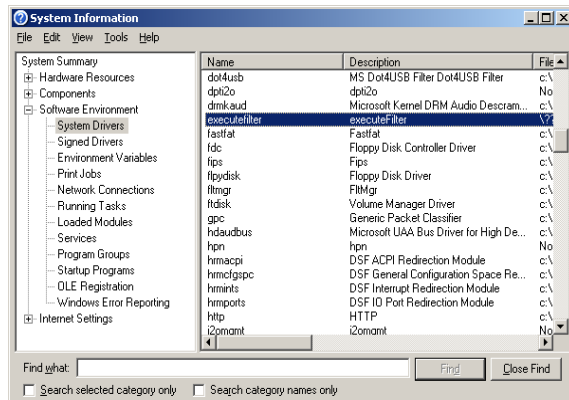 System Information
File Edit View Tools Help
System Summary
Hardware Resources
Components
Software Environment
System Drivers
Signed Drivers
Environment Variables
Print Jobs
Network Connections
Running Tasks
Loaded Modules
Services
Program Groups
Startup Programs
OLE Registration
Windows Error Reporting
Internet Settings
Name Description File
dot4usb MS Dot4USB Filter Dot4USB Filter c:\
dpti2o dpti2o No
drmkaud Microsoft Kernel DRM Audio Descram... c:\
executefilter executeFilter \??
fastfat Fastfat c:\
fdc Floppy Disk Controller Driver c:\
fips Fips c:\
flpydisk Floppy Disk Driver c:\
fltmgr FltMgr c:\
ftdisk Volume Manager Driver c:\
gpc Generic Packet Classifier c:\
hdaudbus Microsoft UAA Bus Driver for High De... c:\
hpn hpn No
hrmacpi DSF ACPI Redirection Module c:\
hrmcfgspc DSF General Configuration Space Re... c:\
hrmints DSF Interrupt Redirection Module c:\
hrmports DSF IO Port Redirection Module c:\
http HTTP c:\
i2omgmt i2omgmt No
Find what: Find Close Find
Search selected category only Search category names only